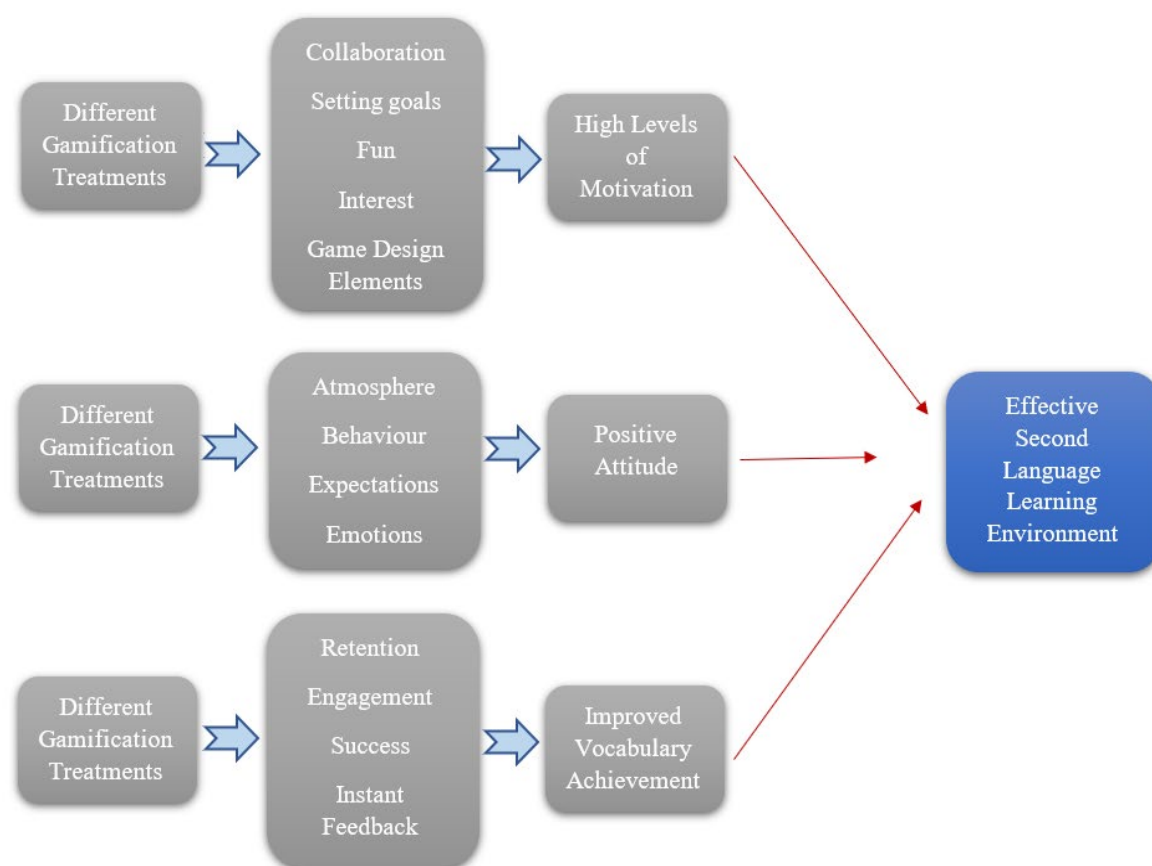 Different
Gamification
Treatments
Collaboration
Setting goals
Fun
Interest
Game Design
Elements
High Levels
of
Motivation
Different
Gamification
Treatments
Atmosphere
Behaviour
Expectations
Emotions
Positive
Attitude
Effective
Second
Language
Learning
Environment
Different
Gamification
Treatments
Retention
Engagement
Success
Instant
Feedback
Improved
Vocabulary
Achievement